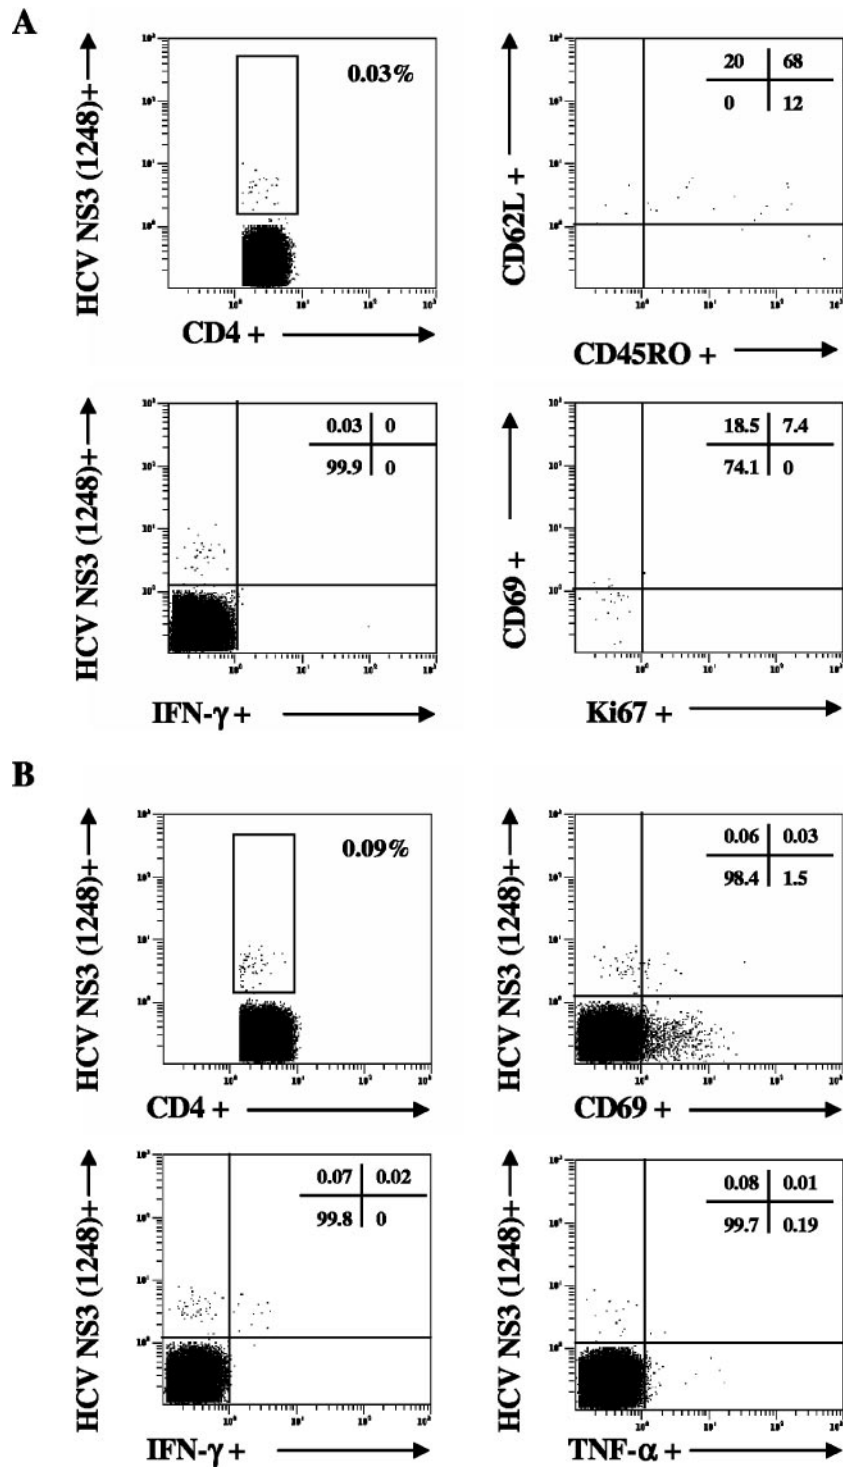 A
HCV NS3 (1248)+
0.03%
CD4 +
CD62L +
20 68
0 12
CD45RO +
HCV NS3 (1248)+
0.03 0
99.9 0
IFN-γ +
CD69 +
18.5 7.4
74.1 0
Ki67 +
B
HCV NS3 (1248)+
0.09%
CD4 +
HCV NS3 (1248)+
0.06 0.03
98.4 1.5
CD69 +
HCV NS3 (1248)+
0.07 0.02
99.8 0
IFN-γ +
HCV NS3 (1248)+
0.08 0.01
99.7 0.19
TNF-α +